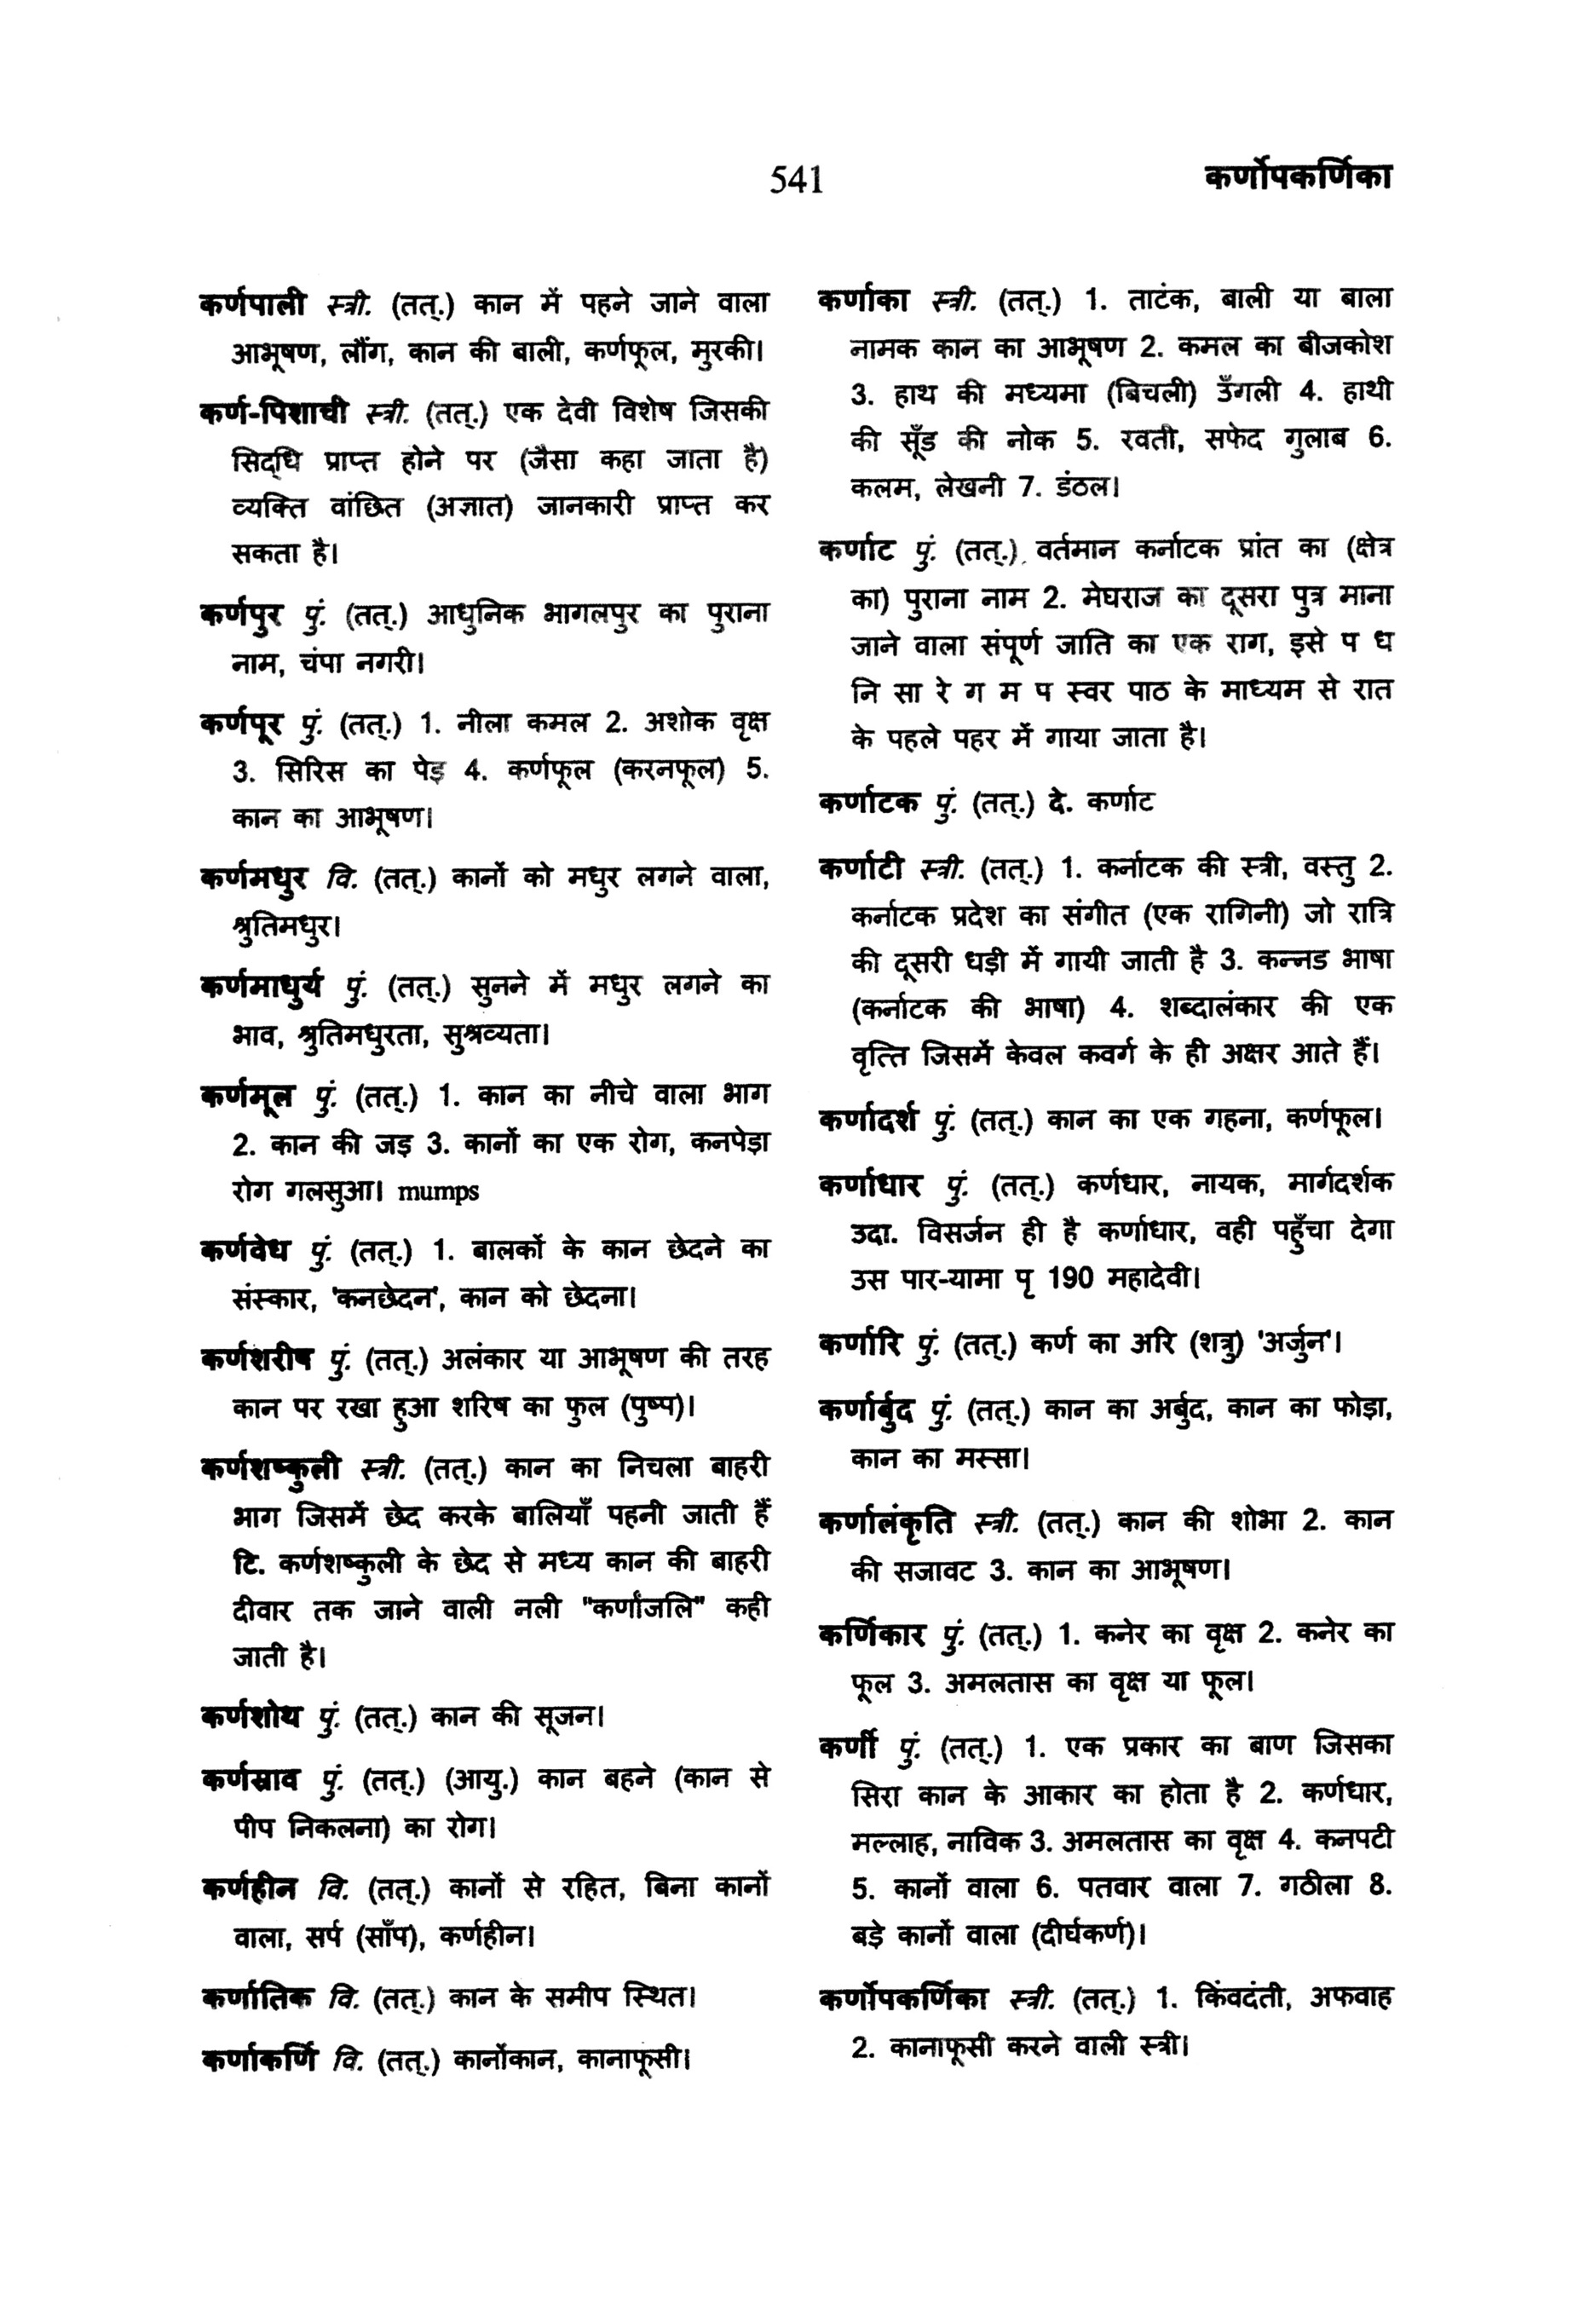 541
कर्णोपकर्णिका
कर्णपाली स्त्री. (तत्.) कान में पहने जाने वाला
आभूषण, लौंग, कान की बाली, कर्णफूल, मुरकी।
कर्ण-पिशाची स्त्री. (तत्.) एक देवी विशेष जिसकी
सिद्धि प्राप्त होने पर (जैसा कहा जाता है)
व्यक्ति वांछित (अज्ञात) जानकारी प्राप्त कर
सकता है।
कर्णपुर पुं. (तत्.) आधुनिक भागलपुर का पुराना
नाम, चंपा नगरी।
कर्णपूर पुं. (तत्.) 1. नीला कमल 2. अशोक वृक्ष
3. सिरिस का पेड़ 4. कर्णफूल (करनफूल) 5.
कान का आभूषण।
कर्णमधुर वि. (तत्.) कानों को मधुर लगने वाला,
श्रुतिमधुर।
कर्णमाधुर्य पुं. (तत्.) सुनने में मधुर लगने का
भाव, श्रुतिमधुरता, सुश्रव्यता।
कर्णमूल पुं. (तत्.) 1. कान का नीचे वाला भाग
2. कान की जड़ 3. कानों का एक रोग, कनपेड़ा
रोग गलसुआ। mumps
कर्णवेध पुं. (तत्.) 1. बालकों के कान छेदने का
संस्कार, 'कनछेदन', कान को छेदना।
कर्णशरीष पुं. (तत्.) अलंकार या आभूषण की तरह
कान पर रखा हुआ शरिष का फुल (पुष्प)।
कर्णशष्कुली स्त्री. (तत्.) कान का निचला बाहरी
भाग जिसमें छेद करके बालियाँ पहनी जाती हैं
टि. कर्णशष्कुली के छेद से मध्य कान की बाहरी
दीवार तक जाने वाली नली "कर्णांजलि" कही
जाती है।
कर्णशोथ पुं. (तत्.) कान की सूजन।
कर्णस्राव पुं. (तत्.) (आयु.) कान बहने (कान से
पीप निकलना) का रोग।
कर्णहीन वि. (तत्.) कानों से रहित, बिना कानों
वाला, सर्प (साँप), कर्णहीन।
कर्णातिक वि. (तत्.) कान के समीप स्थित।
कर्णाकर्णि वि. (तत्.) कानोंकान, कानाफूसी।
कर्णाका स्त्री. (तत्.) 1. ताटंक, बाली या बाला
नामक कान का आभूषण 2. कमल का बीजकोश
3. हाथ की मध्यमा (बिचली) उँगली 4. हाथी
की सूँड की नोक 5. रवती, सफेद गुलाब 6.
कलम, लेखनी 7. डंठल।
कर्णाट पुं. (तत्.) वर्तमान कर्नाटक प्रांत का (क्षेत्र
का) पुराना नाम 2. मेघराज का दूसरा पुत्र माना
जाने वाला संपूर्ण जाति का एक राग, इसे प ध
नि सा रे ग म प स्वर पाठ के माध्यम से रात
के पहले पहर में गाया जाता है।
कर्णाटक पुं. (तत्.) दे. कर्णाट
कर्णाटी स्त्री. (तत्.) 1. कर्नाटक की स्त्री, वस्तु 2.
कर्नाटक प्रदेश का संगीत (एक रागिनी) जो रात्रि
की दूसरी धड़ी में गायी जाती है 3. कन्नड भाषा
(कर्नाटक की भाषा) 4. शब्दालंकार की एक
वृत्ति जिसमें केवल कवर्ग के ही अक्षर आते हैं।
कर्णादर्श पुं. (तत्.) कान का एक गहना, कर्णफूल।
कर्णाधार पुं. (तत्.) कर्णधार, नायक, मार्गदर्शक
उदा. विसर्जन ही है कर्णाधार, वही पहुँचा देगा
उस पार-यामा पृ 190 महादेवी।
कर्णारि पुं. (तत्.) कर्ण का अरि (शत्रु) 'अर्जुन'।
कर्णार्बुद पुं. (तत्.) कान का अर्बुद, कान का फोड़ा,
कान का मस्सा।
कर्णालंकृति स्त्री. (तत्.) कान की शोभा 2. कान
की सजावट 3. कान का आभूषण।
कर्णिकार पुं. (तत्.) 1. कनेर का वृक्ष 2. कनेर का
फूल 3. अमलतास का वृक्ष या फूल।
कर्णी पुं. (तत्.) 1. एक प्रकार का बाण जिसका
सिरा कान के आकार का होता है 2. कर्णधार,
मल्लाह, नाविक 3. अमलतास का वृक्ष 4. कनपटी
5. कानों वाला 6. पतवार वाला 7. गठीला 8.
बड़े कानों वाला (दीर्घकर्ण)।
कर्णोपकर्णिका स्त्री. (तत्.) 1. किंवदंती, अफवाह
2. कानाफूसी करने वाली स्त्री।